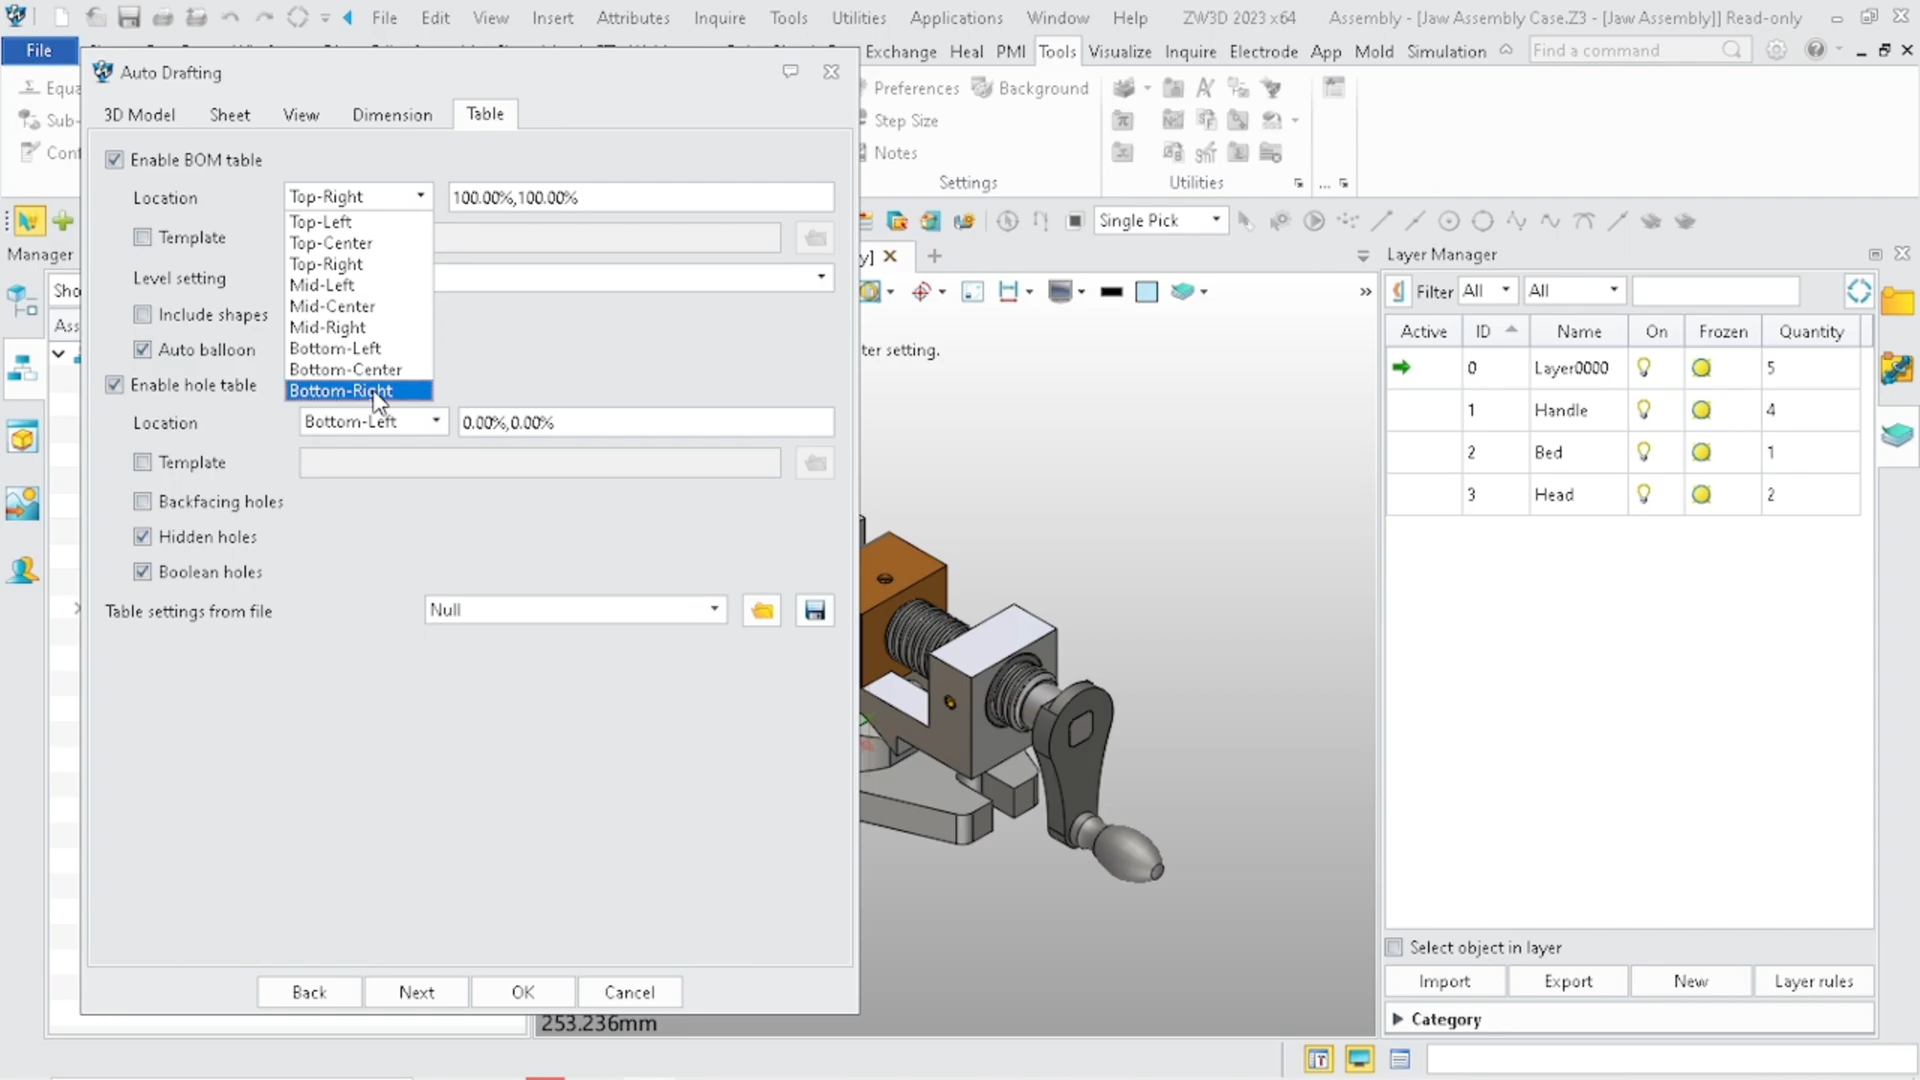 File Edit View Insert Attributes Inquire Tools Utilities Applications Window Help ZW3D 2023 x64 Assembly - [Jaw Assembly Case.Z3 - [Jaw Assembly]] Read-only
File Exchange Heal PMI Tools Visualize Inquire Electrode App Mold Simulation Find a command
Auto Drafting
3D Model Sheet View Dimension Table
Equa
Sub-
Conf
Preferences Background
Step Size
Notes
Settings Utilities ...
Enable BOM table
Location Top-Right 100.00%,100.00%
Top-Left
Top-Center
Top-Right
Mid-Left
Mid-Center
Mid-Right
Bottom-Left
Bottom-Center
Bottom-Right
Template
Level setting
Include shapes
Auto balloon
Enable hole table
Location Bottom-Left 0.00%,0.00%
Template
Backfacing holes
Hidden holes
Boolean holes
Table settings from file Null
Back Next OK Cancel
Manager
Sho
Ass
Single Pick
y]
ter setting.
253.236mm
Layer Manager
Filter All All
Active ID Name On Frozen Quantity
0 Layer0000 5
1 Handle 4
2 Bed 1
3 Head 2
Select object in layer
Import Export New Layer rules
Category